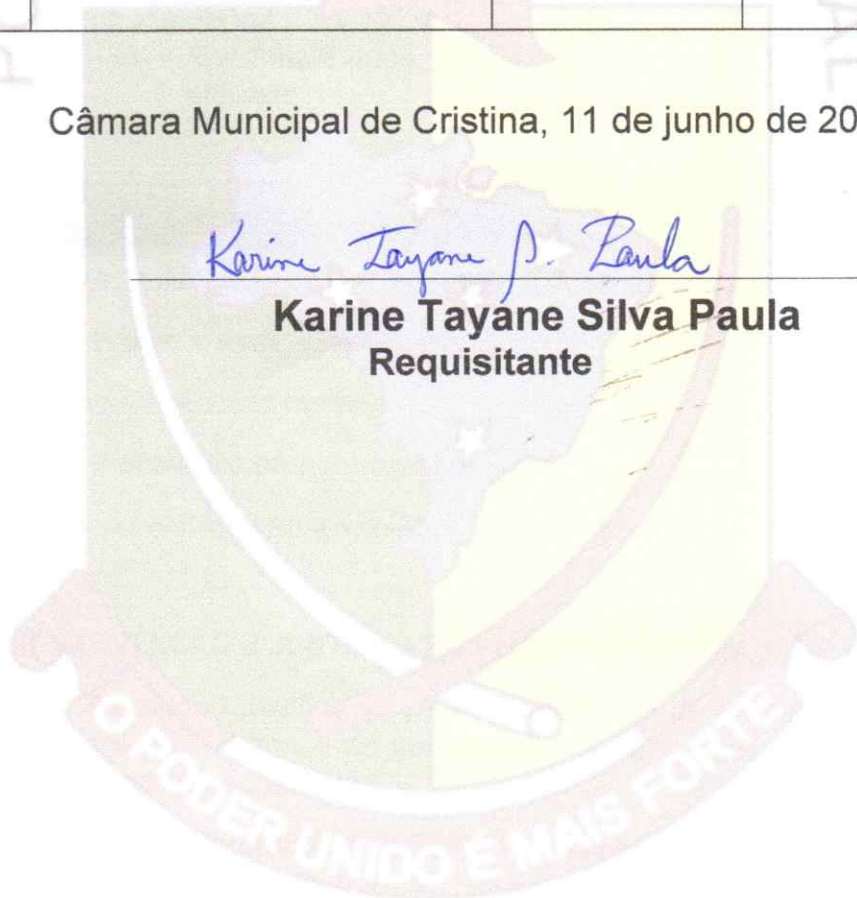 Câmara Municipal de Cristina, 11 de junho de 20
Karine Tayane S. Paula
Karine Tayane Silva Paula
Requisitante
O PODER UNIDO É MAIS FORTE